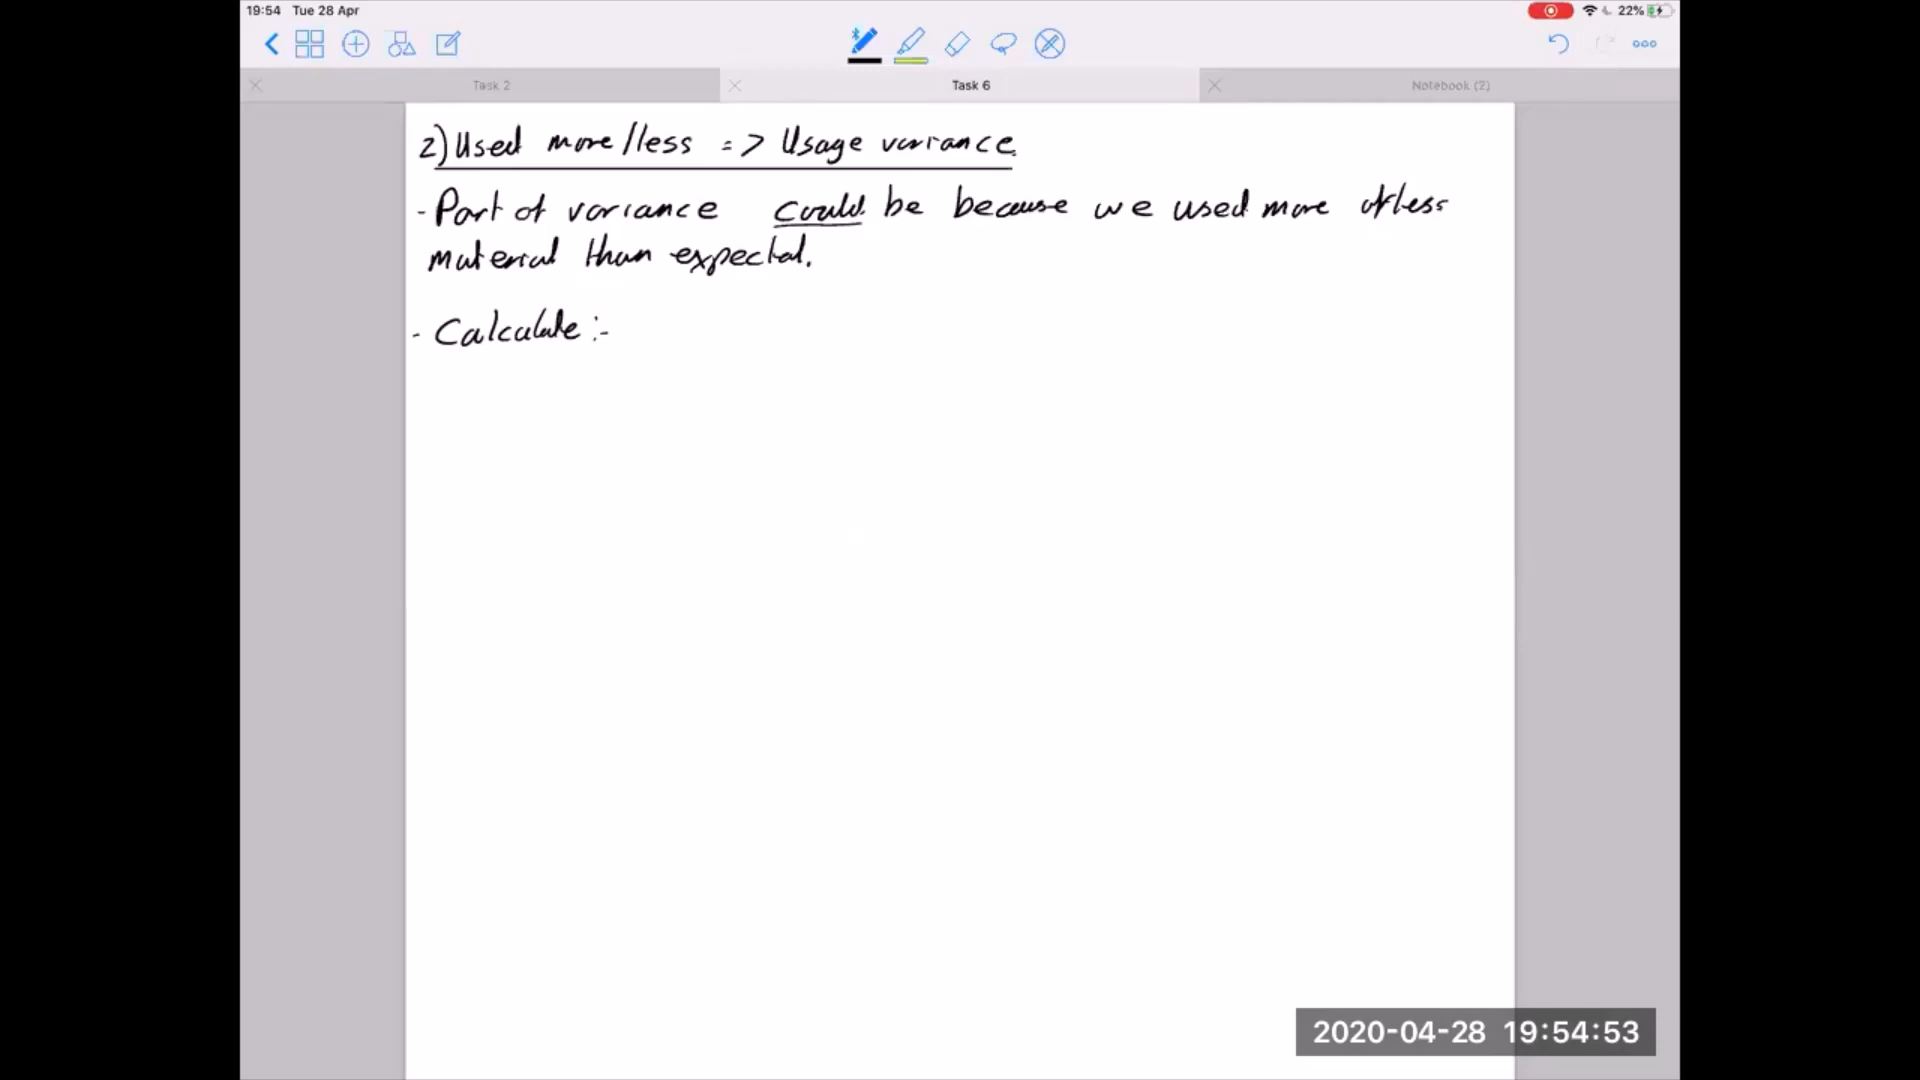 19:54 Tue 28 Apr
22%
Task 2
Task 6
Notebook (2)
2) Used more/less => Usage variance.
- Part of variance could be because we used more or less
material than expected.
- Calculate :-
2020-04-28 19:54:53